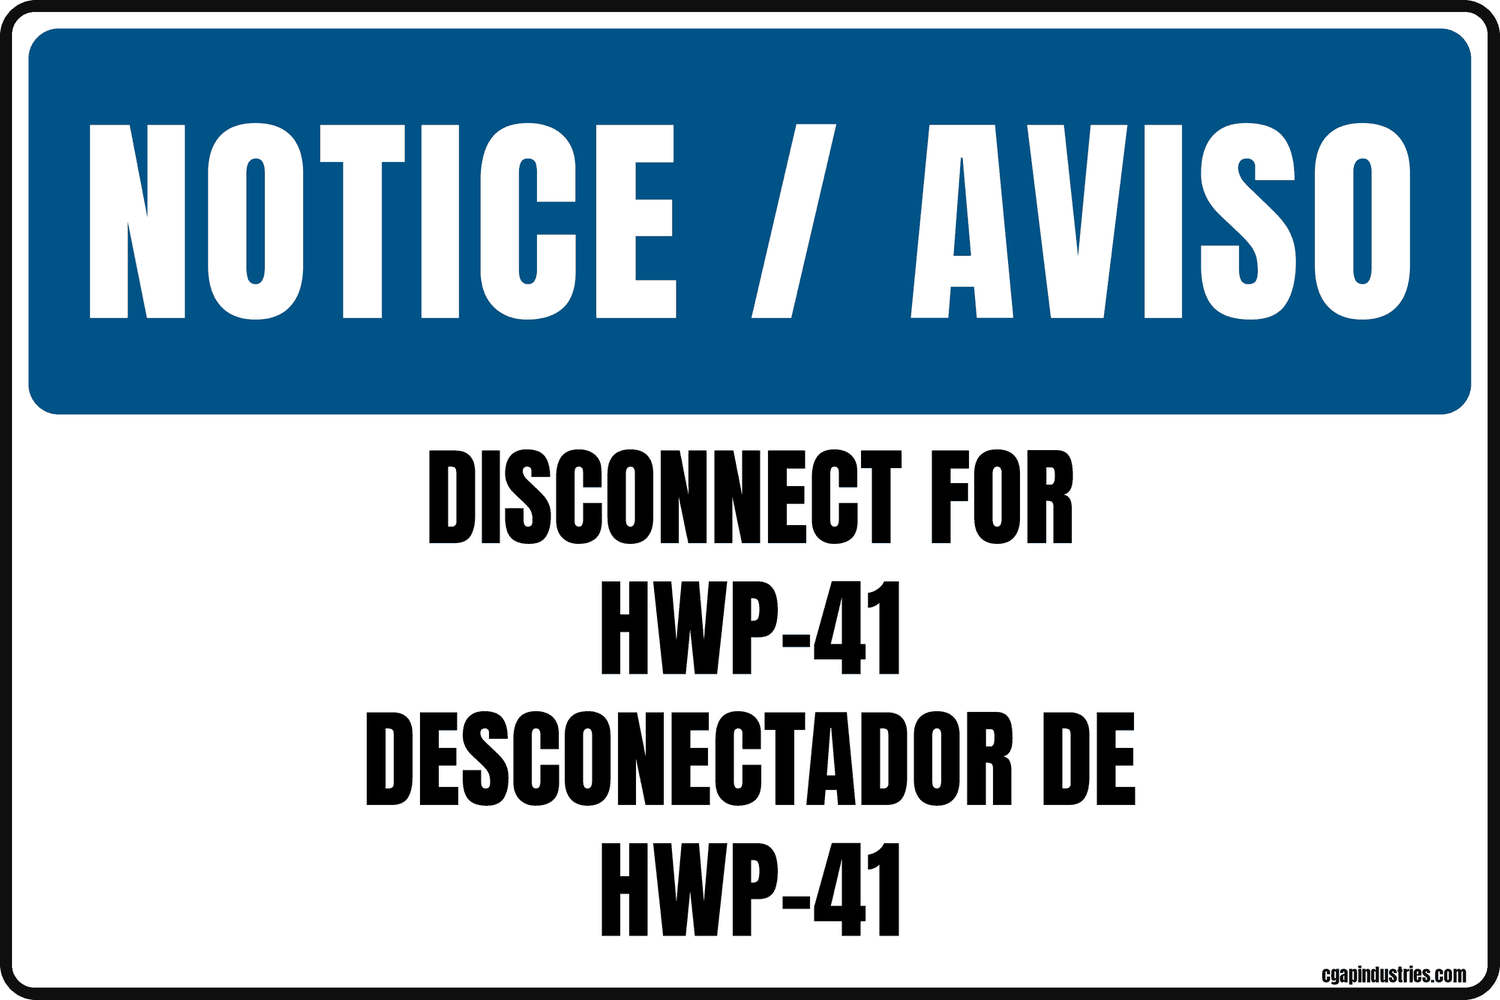 NOTICE / AVISO
DISCONNECT FOR
HWP-41
DESCONECTADOR DE
HWP-41
cgapindustries.com